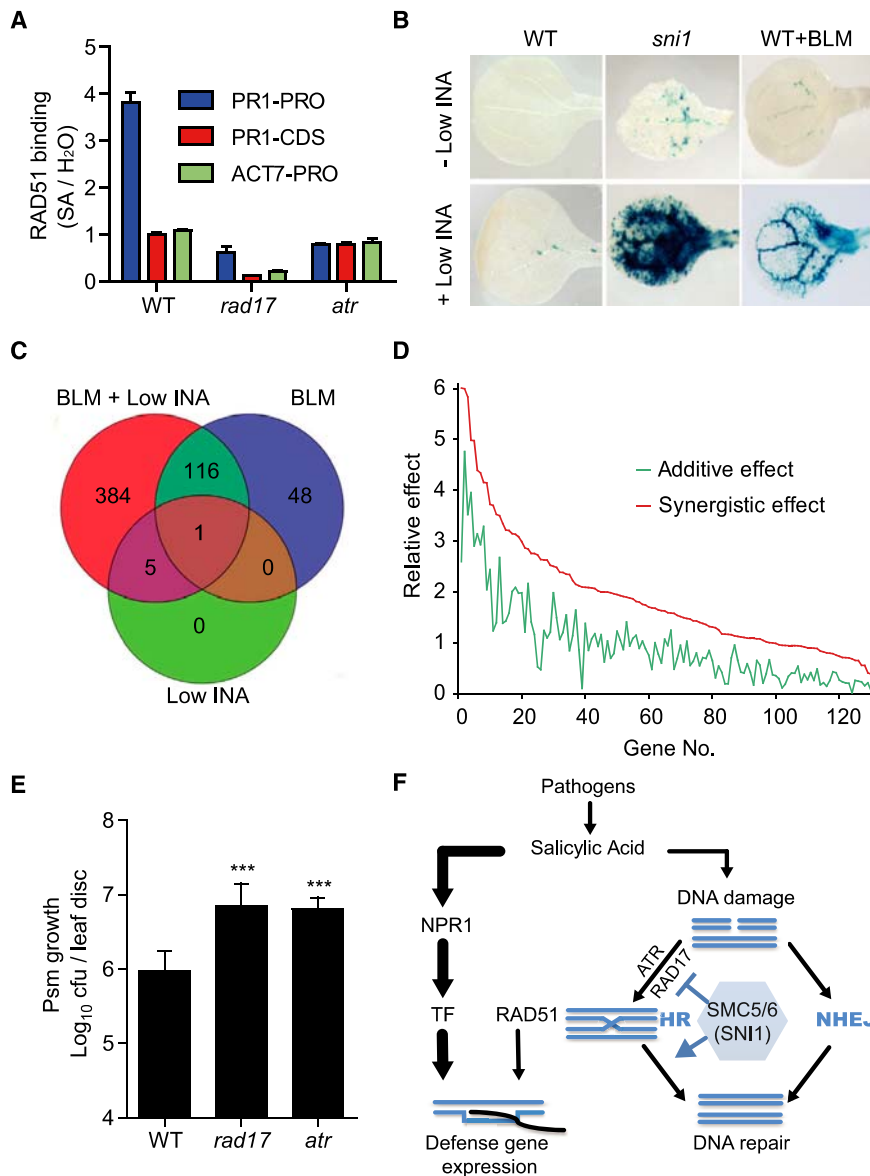 A
RAD51 binding
(SA / H₂O)
5
4
3
2
1
0
PR1-PRO
PR1-CDS
ACT7-PRO
WT
rad17
atr
B
WT
sni1
WT+BLM
- Low INA
+ Low INA
C
BLM + Low INA
BLM
384
116
48
1
5
0
0
Low INA
D
Relative effect
6
5
4
3
2
1
0
Additive effect
Synergistic effect
0
20
40
60
80
100
120
Gene No.
E
Psm growth
Log₁₀ cfu / leaf disc
8
7
6
5
4
***
***
WT
rad17
atr
F
Pathogens
Salicylic Acid
NPR1
DNA damage
ATR
RAD17
TF
RAD51
HR
SMC5/6
(SNI1)
NHEJ
Defense gene
expression
DNA repair